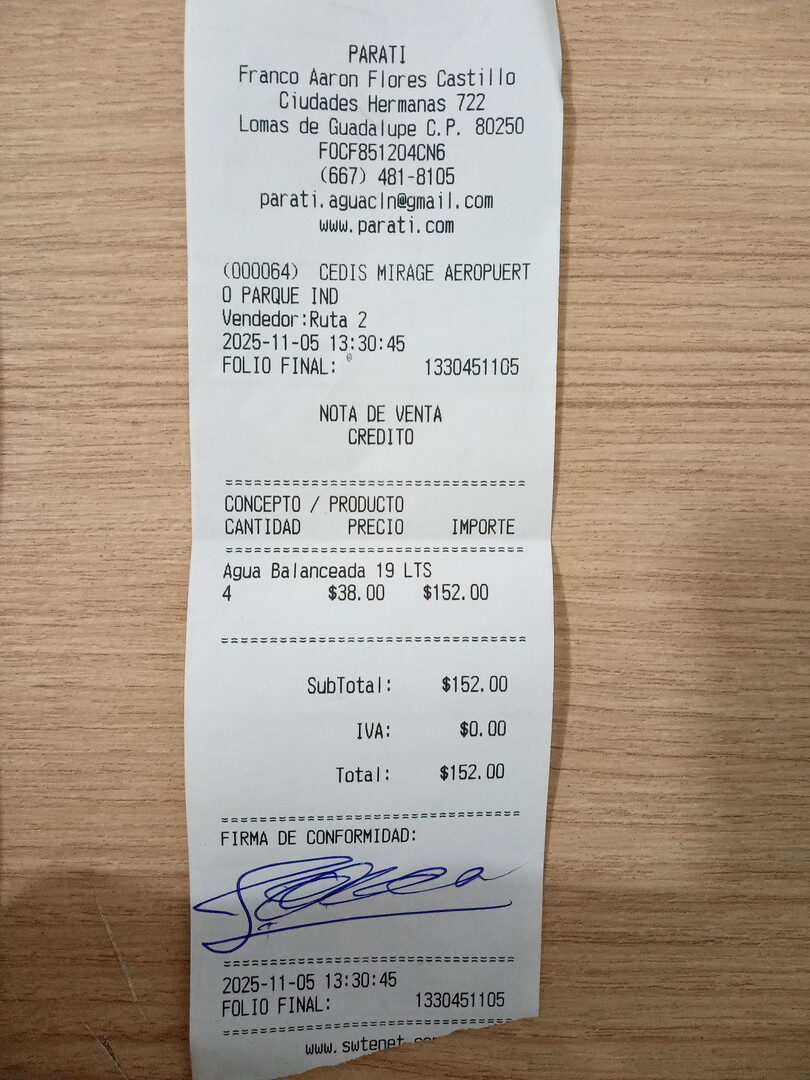 PARATI
Franco Aaron Flores Castillo
Ciudades Hermanas 722
Lomas de Guadalupe C.P. 80250
FOCF851204CN6
(667) 481-8105
parati.aguacln@gmail.com
www.parati.com
(000064) CEDIS MIRAGE AEROPUERT
O PARQUE IND
Vendedor:Ruta 2
2025-11-05 13:30:45
FOLIO FINAL: 1330451105
NOTA DE VENTA
CREDITO
CONCEPTO / PRODUCTO
CANTIDAD PRECIO IMPORTE
Agua Balanceada 19 LTS
4 $38.00 $152.00
SubTotal: $152.00
IVA: $0.00
Total: $152.00
FIRMA DE CONFORMIDAD:
2025-11-05 13:30:45
FOLIO FINAL: 1330451105
www.swtenet